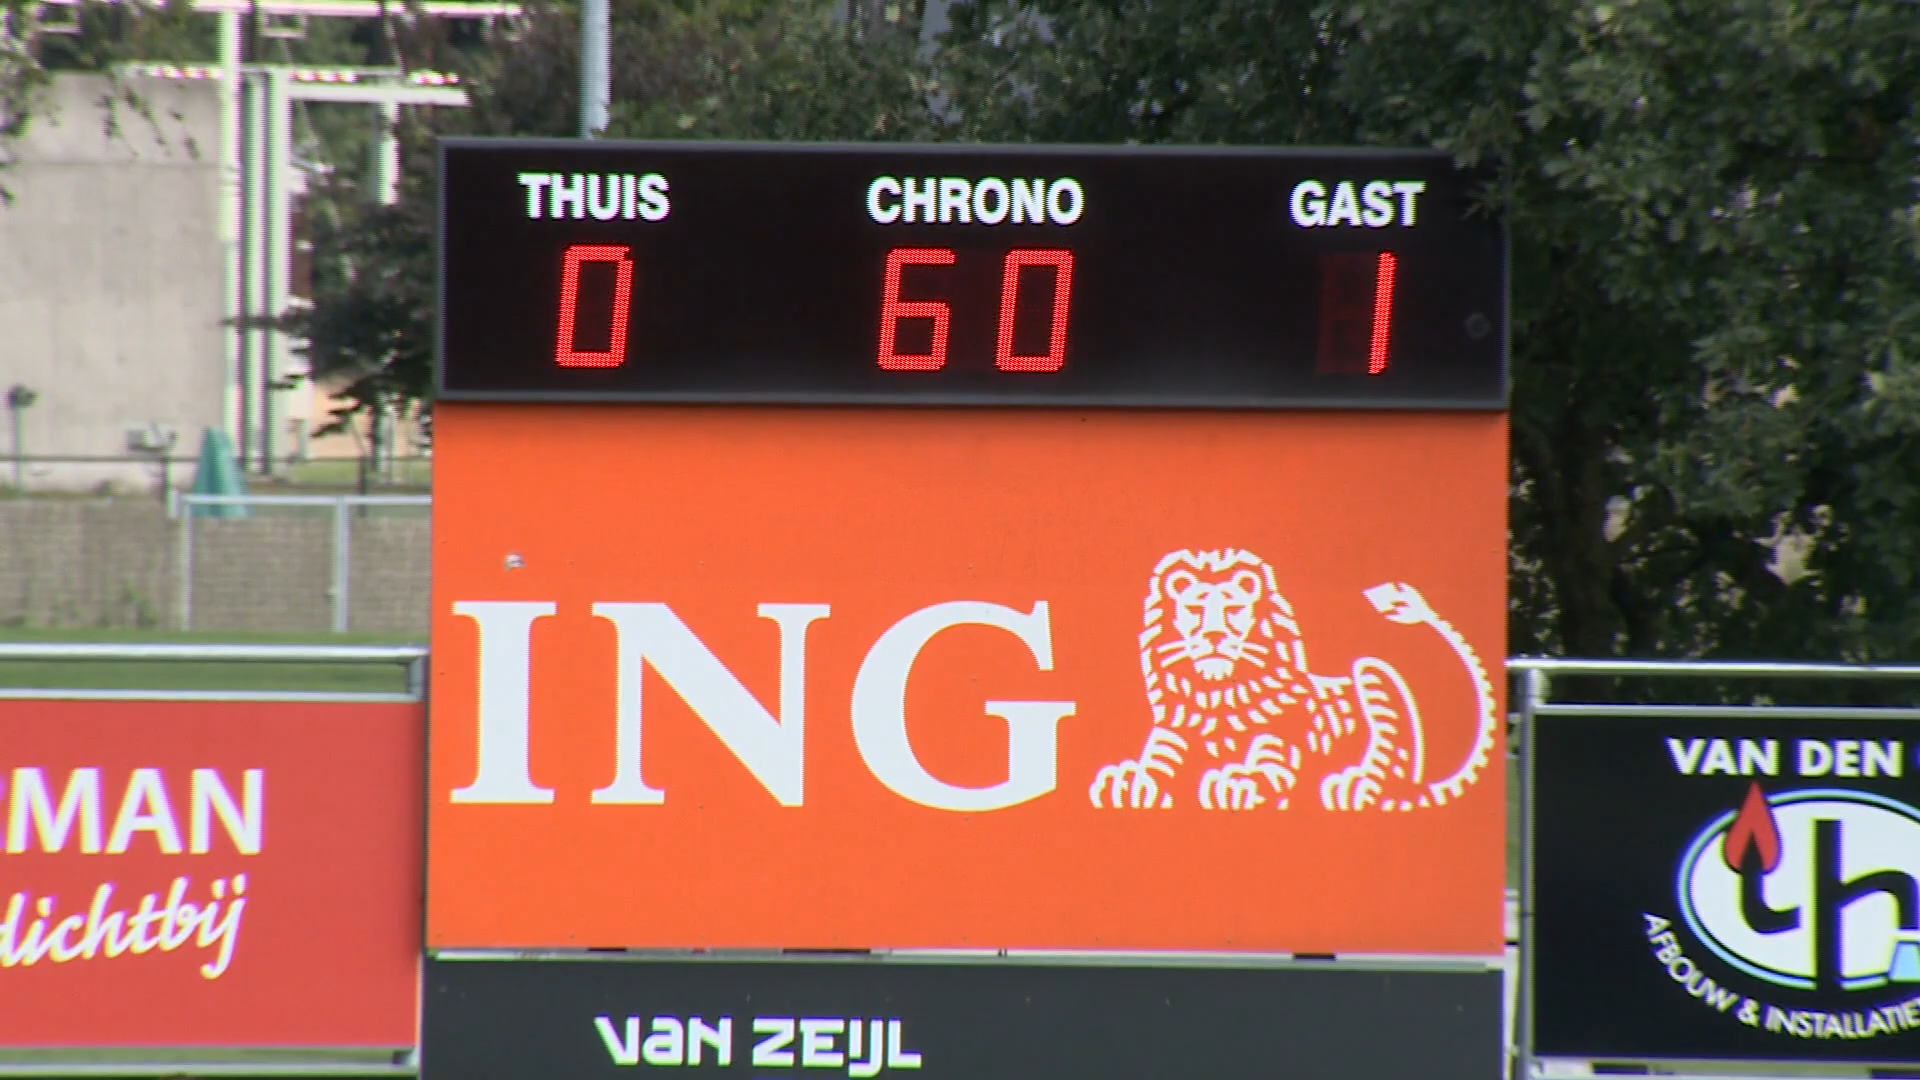 THUIS CHRONO GAST
0 60 1
ING
MAN
dichtbij
VAN DEN
AFBOUW & INSTALLATIE
VAN ZEIJL